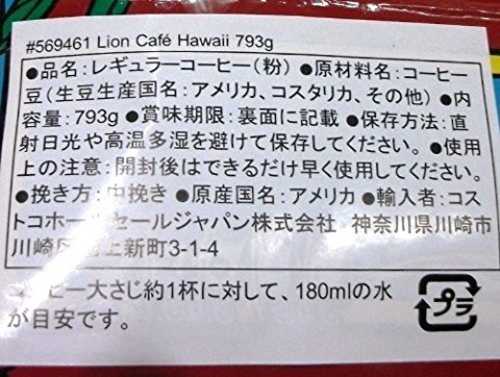 #569461 Lion Café Hawaii 793g
●品名：レギュラーコーヒー（粉）●原材料名：コーヒー
豆（生豆生産国名：アメリカ、コスタリカ、その他）●内
容量：793g ●賞味期限：裏面に記載 ●保存方法：直
射日光や高温多湿を避けて保存してください。●使用
上の注意：開封後はできるだけ早く使用してください。
●挽き方：中挽き ●原産国名：アメリカ ●輸入者：コス
トコホールセールジャパン株式会社 神奈川県川崎市
川崎区池上新町3-1-4
コーヒー大さじ約1杯に対して、180mlの水
が目安です。
プラ